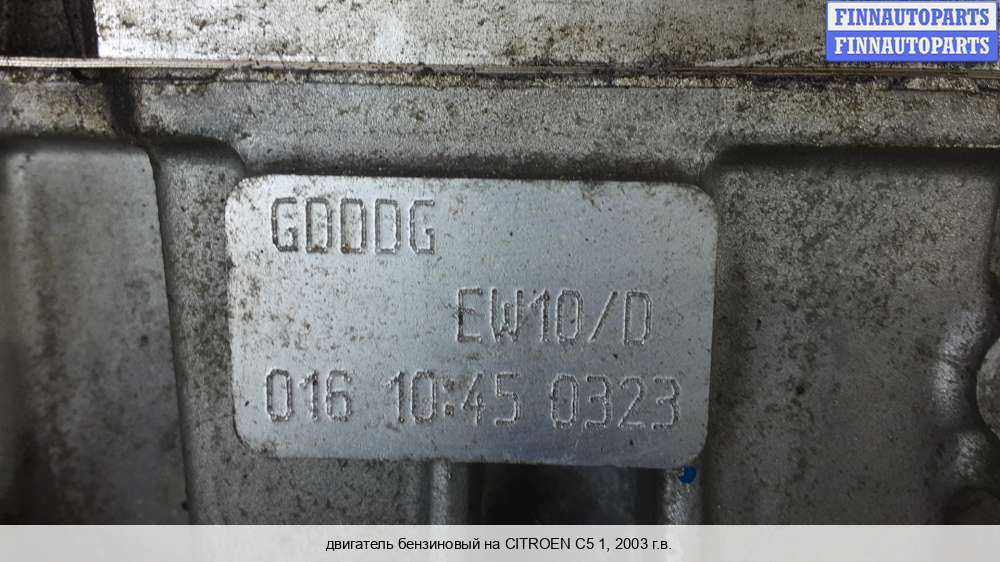 FINNAUTOPARTS
FINNAUTOPARTS
GDDDG
EW10/D
016 10:45 0323
двигатель бензиновый на CITROEN C5 1, 2003 г.в.